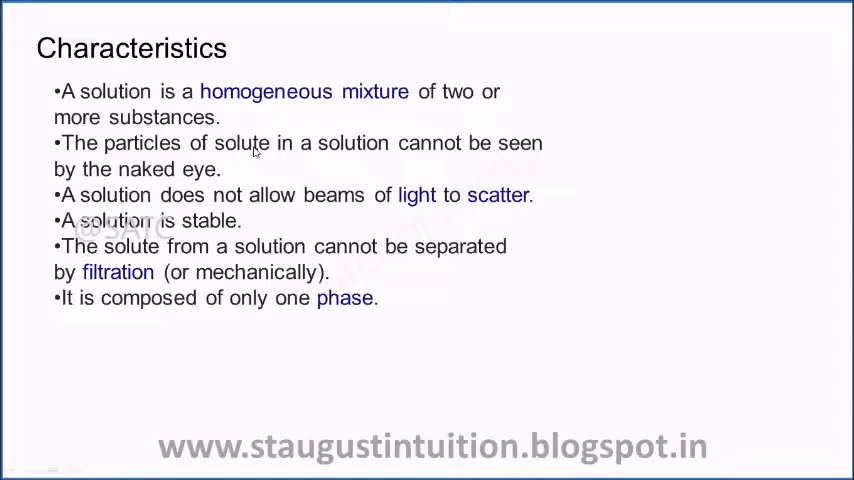 Characteristics
•A solution is a homogeneous mixture of two or
more substances.
•The particles of solute in a solution cannot be seen
by the naked eye.
•A solution does not allow beams of light to scatter.
•A solution is stable.
@SATC
•The solute from a solution cannot be separated
by filtration (or mechanically).
•It is composed of only one phase.
www.staugustintuition.blogspot.in